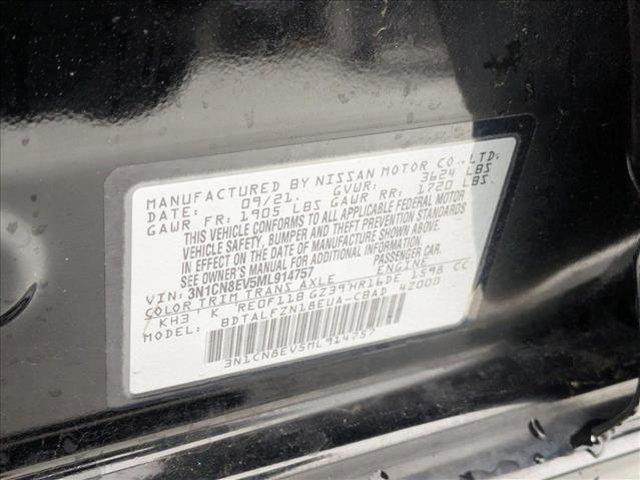 MANUFACTURED BY NISSAN MOTOR CO., LTD.
DATE: 09/21 GVWR: 3624 LBS
GAWR FR: 1905 LBS GAWR RR: 1720 LBS
THIS VEHICLE CONFORMS TO ALL APPLICABLE FEDERAL MOTOR
VEHICLE SAFETY, BUMPER AND THEFT PREVENTION STANDARDS
IN EFFECT ON THE DATE OF MANUFACTURE SHOWN ABOVE.
SEE OWNER'S MANUAL FOR ADDITIONAL INFORMATION.
VIN: 3N1CN8EV5ML914757 PASSENGER CAR.
COLOR TRIM TRANS AXLE ENGINE
KH3 K RE0F11B GZ39 HR16DE 1598 CC
MODEL: BDTALFZN18EUA-CBAD 42000
3N1CN8EV5ML914757